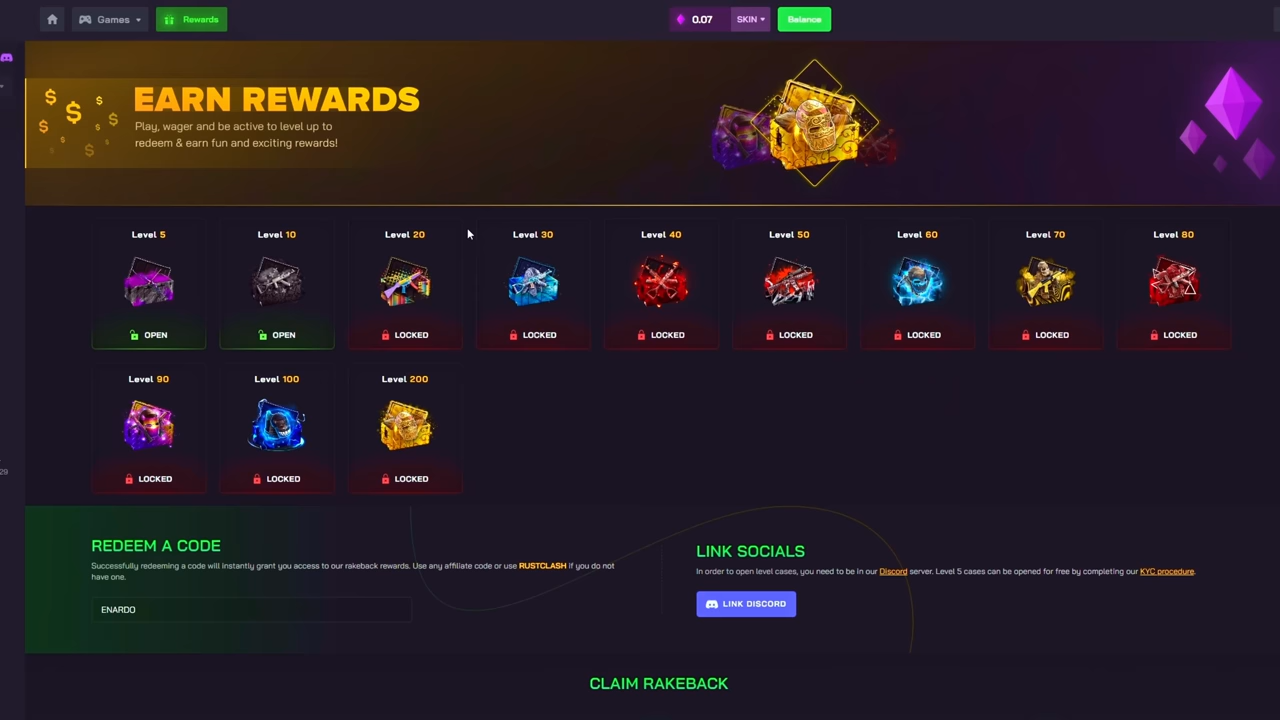 Games
Rewards
0.07
SKIN
Balance
EARN REWARDS
Play, wager and be active to level up to
redeem & earn fun and exciting rewards!
Level 5
Level 10
Level 20
Level 30
Level 40
Level 50
Level 60
Level 70
Level 80
OPEN
OPEN
LOCKED
LOCKED
LOCKED
LOCKED
LOCKED
LOCKED
LOCKED
Level 90
Level 100
Level 200
LOCKED
LOCKED
LOCKED
29
REDEEM A CODE
Successfully redeeming a code will instantly grant you access to our rakeback rewards. Use any affiliate code or use RUSTCLASH if you do not
have one.
ENARDO
LINK SOCIALS
In order to open level cases, you need to be in our Discord server. Level 5 cases can be opened for free by completing our KYC procedure.
LINK DISCORD
CLAIM RAKEBACK